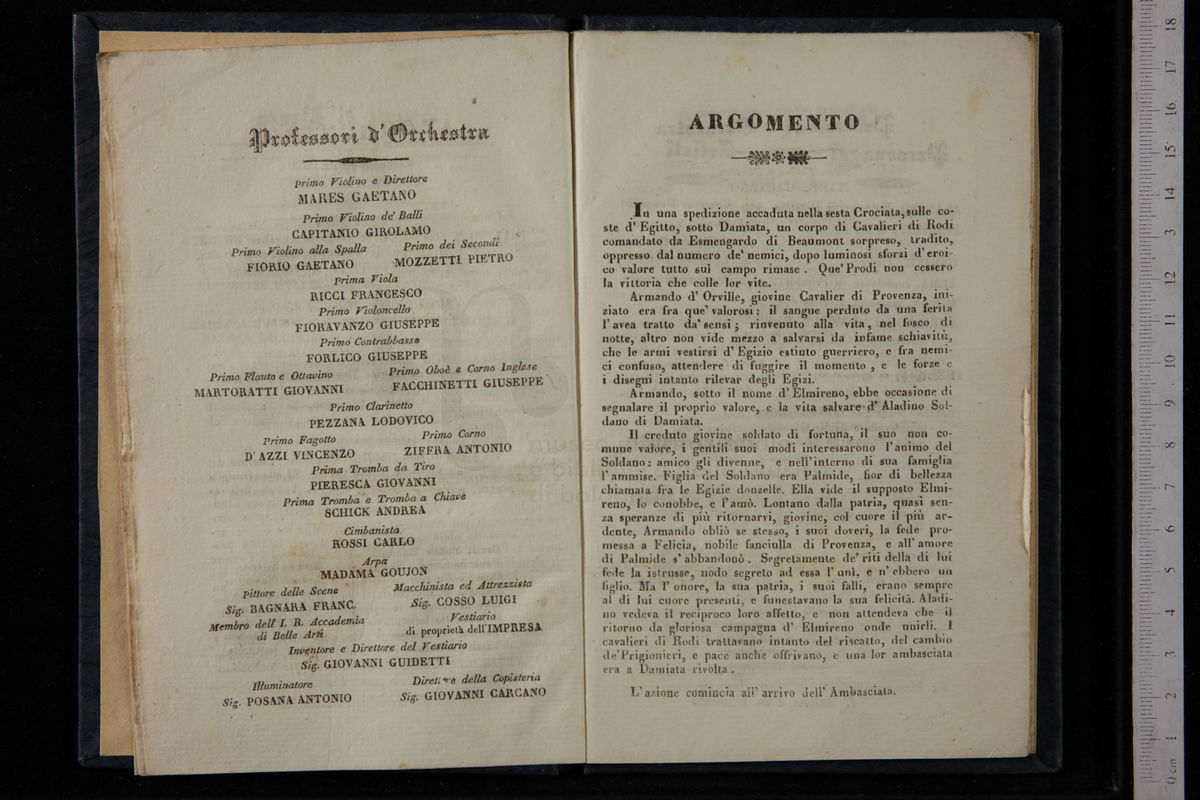 Professori d'Orchestra
Primo Violino e Direttore
MARES GAETANO
Primo Violino de' Balli
CAPITANIO GIROLAMO
Primo Violino alla Spalla
FIORIO GAETANO
Primo dei Secondi
MOZZETTI PIETRO
Prima Viola
RICCI FRANCESCO
Primo Violoncello
FIORAVANZO GIUSEPPE
Primo Contrabbasso
FORLICO GIUSEPPE
Primo Flauto e Ottavino
MARTORATTI GIOVANNI
Primo Oboè e Corno Inglese
FACCHINETTI GIUSEPPE
Primo Clarinetto
PEZZANA LODOVICO
Primo Fagotto
D'AZZI VINCENZO
Primo Corno
ZIFFRA ANTONIO
Prima Tromba da Tiro
PIERESCA GIOVANNI
Prima Tromba e Tromba a Chiave
SCHICK ANDREA
Cimbanista
ROSSI CARLO
Arpa
MADAMA GOUJON
Pittore delle Scene
Sig. BAGNARA FRANC.
Membro dell' I. R. Accademia
di Belle Arti
Macchinista ed Attrezzista
Sig. COSSO LUIGI
Vestiario
di proprietà dell'IMPRESA
Inventore e Direttore del Vestiario
Sig. GIOVANNI GUIDETTI
Illuminatore
Sig. POSANA ANTONIO
Direttore della Copisteria
Sig. GIOVANNI CARCANO
ARGOMENTO
In una spedizione accaduta nella sesta Crociata, sulle co-
ste d' Egitto, sotto Damiata, un corpo di Cavalieri di Rodi
comandato da Esmengardo di Beaumont sorpreso, tradito,
oppresso dal numero de' nemici, dopo luminosi sforzi d' eroi-
co valore tutto sul campo rimase. Que' Prodi non cessero
la vittoria che colle lor vite.
Armando d' Orville, giovine Cavalier di Provenza, ini-
ziato era fra que' valorosi: il sangue perduto da una ferita
l' avea tratto da' sensi; rinvenuto alla vita, nel fosco di
notte, altro non vide mezzo a salvarsi da infame schiavitù,
che le armi vestirsi d' Egizio estinto guerriero, e fra nemi-
ci confuso, attendere di fuggire il momento, e le forze e
i disegni intanto rilevar degli Egizi.
Armando, sotto il nome d' Elmireno, ebbe occasione di
segnalare il proprio valore, e la vita salvare d' Aladino Sol-
dano di Damiata.
Il creduto giovine soldato di fortuna, il suo non co-
mune valore, i gentili suoi modi interessarono l' animo del
Soldano: amico gli divenne, e nell' interno di sua famiglia
l' ammise. Figlia del Soldano era Palmide, fior di bellezza
chiamata fra le Egizie donzelle. Ella vide il supposto Elmi-
reno, lo conobbe, e l' amò. Lontano dalla patria, quasi sen-
za speranze di più ritornarvi, giovine, col cuore il più ar-
dente, Armando obliò se stesso, i suoi doveri, la fede pro-
messa a Felicia, nobile fanciulla di Provenza, e all' amore
di Palmide s' abbandonò. Segretamente de' riti della di lui
fede la istrusse, nodo segreto ad essa l' unì, e n' ebbero un
figlio. Ma l' onore, la sua patria, i suoi falli, erano sempre
al di lui cuore presenti, e funestavano la sua felicità. Aladi-
no vedeva il reciproco loro affetto, e non attendeva che il
ritorno da gloriosa campagna d' Elmireno onde unirli. I
cavalieri di Rodi trattavano intanto del riscatto, del cambio
de' Prigionieri, e pace anche offrivano, e una lor ambasciata
era a Damiata rivolta.
L' azione comincia all' arrivo dell' Ambasciata.
0 cm 1 2 3 4 5 6 7 8 9 10 11 12 13 14 15 16 17 18